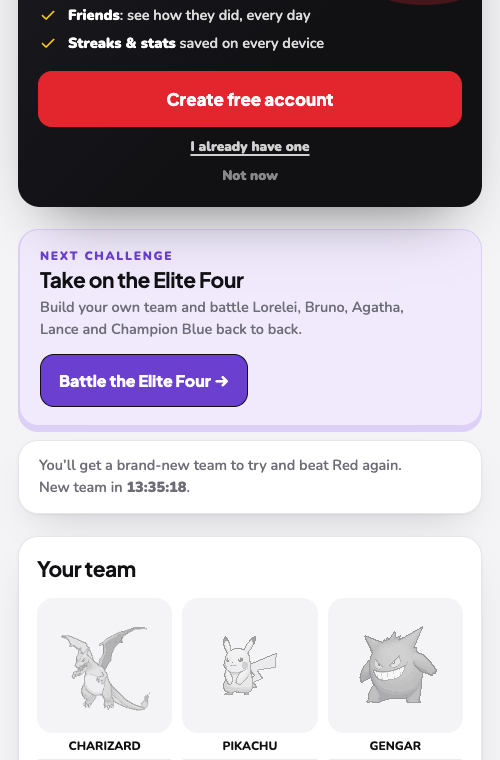 Friends: see how they did, every day
Streaks & stats saved on every device
Create free account
I already have one
Not now
NEXT CHALLENGE
Take on the Elite Four
Build your own team and battle Lorelei, Bruno, Agatha,
Lance and Champion Blue back to back.
Battle the Elite Four →
You'll get a brand-new team to try and beat Red again.
New team in 13:35:18.
Your team
CHARIZARD PIKACHU GENGAR